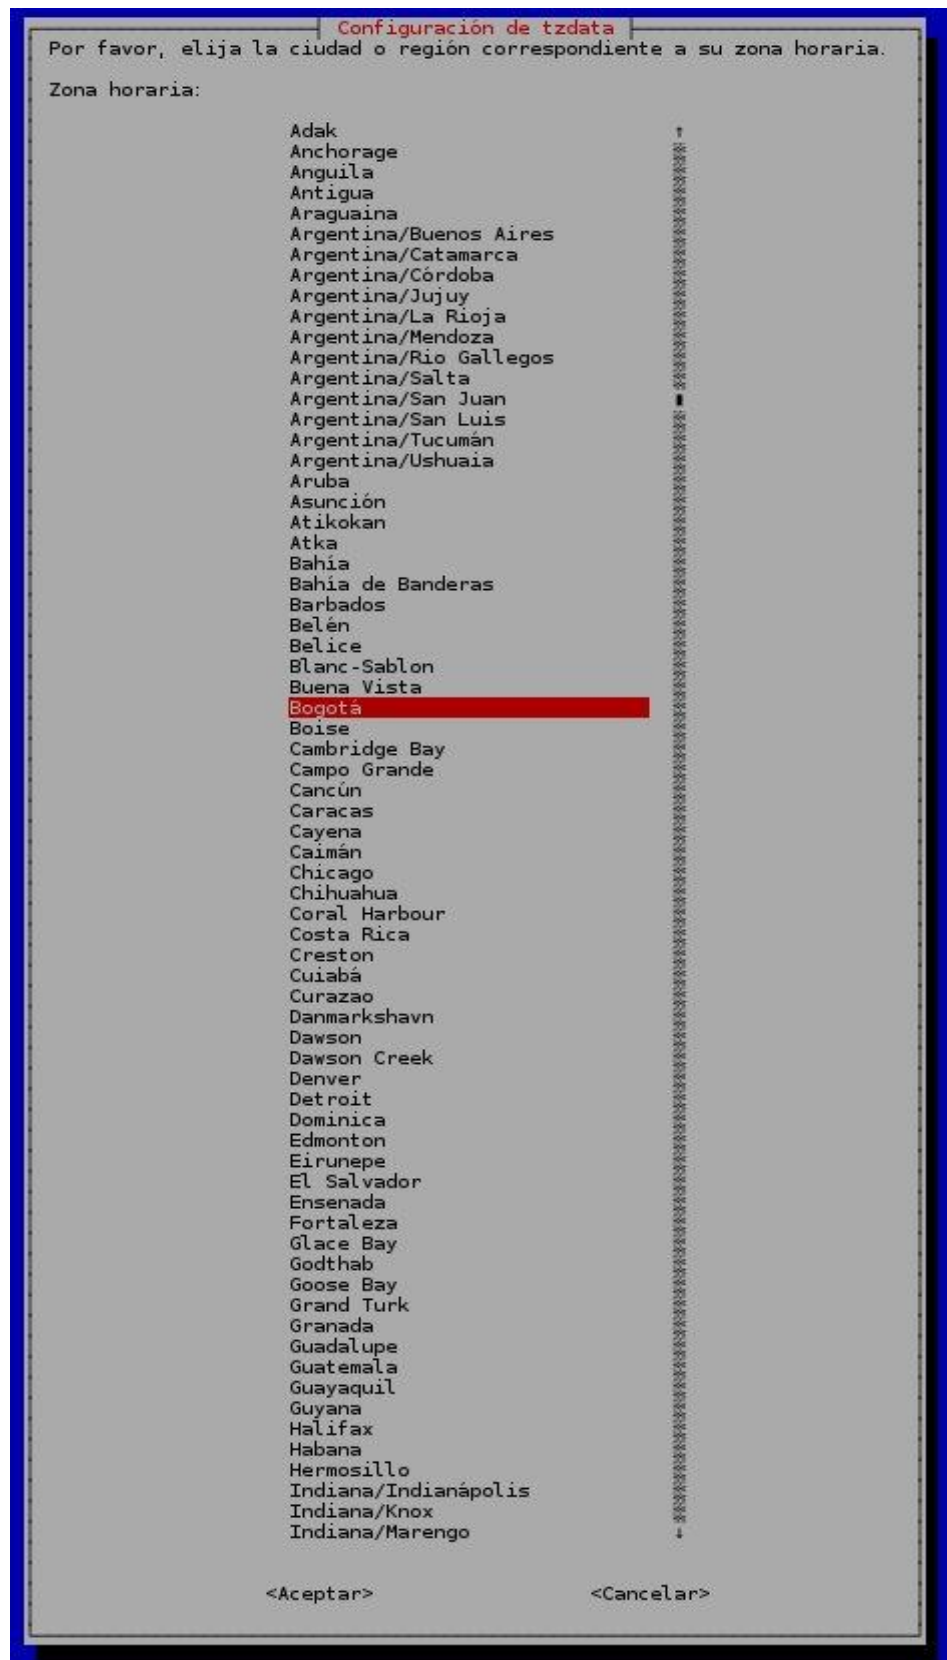 Configuración de tzdata
Por favor, elija la ciudad o región correspondiente a su zona horaria.
Zona horaria:
Adak
Anchorage
Anguila
Antigua
Araguaina
Argentina/Buenos Aires
Argentina/Catamarca
Argentina/Córdoba
Argentina/Jujuy
Argentina/La Rioja
Argentina/Mendoza
Argentina/Rio Gallegos
Argentina/Salta
Argentina/San Juan
Argentina/San Luis
Argentina/Tucumán
Argentina/Ushuaia
Aruba
Asunción
Atikokan
Atka
Bahía
Bahía de Banderas
Barbados
Belén
Belice
Blanc-Sablon
Buena Vista
Bogotá
Boise
Cambridge Bay
Campo Grande
Cancún
Caracas
Cayena
Caimán
Chicago
Chihuahua
Coral Harbour
Costa Rica
Creston
Cuiabá
Curazao
Danmarkshavn
Dawson
Dawson Creek
Denver
Detroit
Dominica
Edmonton
Eirunepe
El Salvador
Ensenada
Fortaleza
Glace Bay
Godthab
Goose Bay
Grand Turk
Granada
Guadalupe
Guatemala
Guayaquil
Guyana
Halifax
Habana
Hermosillo
Indiana/Indianápolis
Indiana/Knox
Indiana/Marengo
<Aceptar> <Cancelar>